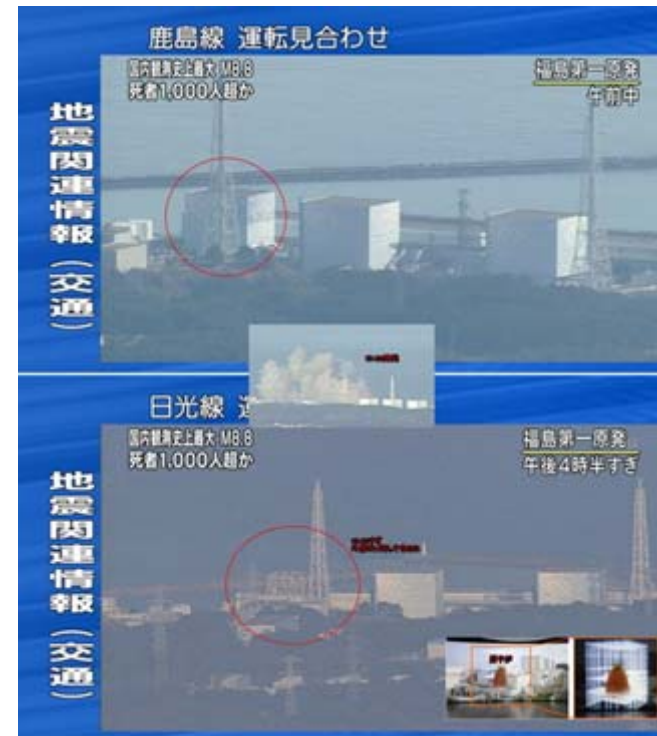 鹿島線 運転見合わせ
国内観測史上最大 M8.8
死者1,000人超か
福島第一原発
午前中
地震関連情報(交通)
日光線
国内観測史上最大 M8.8
死者1,000人超か
福島第一原発
午後4時半すぎ
地震関連情報(交通)